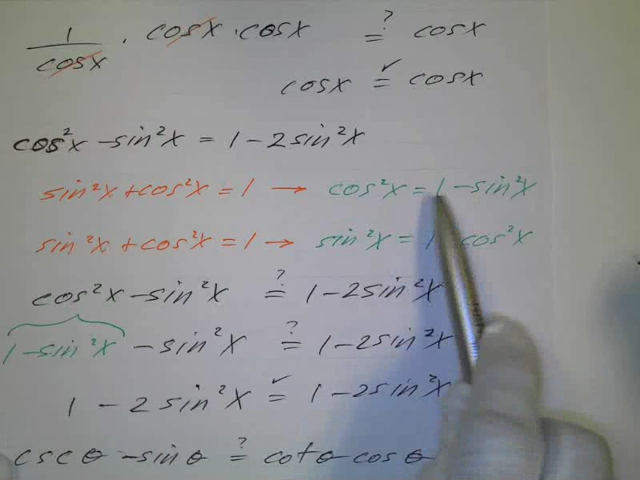 1/cosx · cosx · cosx ?= cosx
cosx ✓= cosx
cos²x - sin²x = 1 - 2sin²x
sin²x + cos²x = 1 → cos²x = 1 - sin²x
sin²x + cos²x = 1 → sin²x = 1 cos²x
cos²x - sin²x ?= 1 - 2sin²x
1 - sin²x - sin²x ?= 1 - 2sin²x
1 - 2sin²x ✓= 1 - 2sin²x
cscθ - sinθ ?= cotθ cosθ